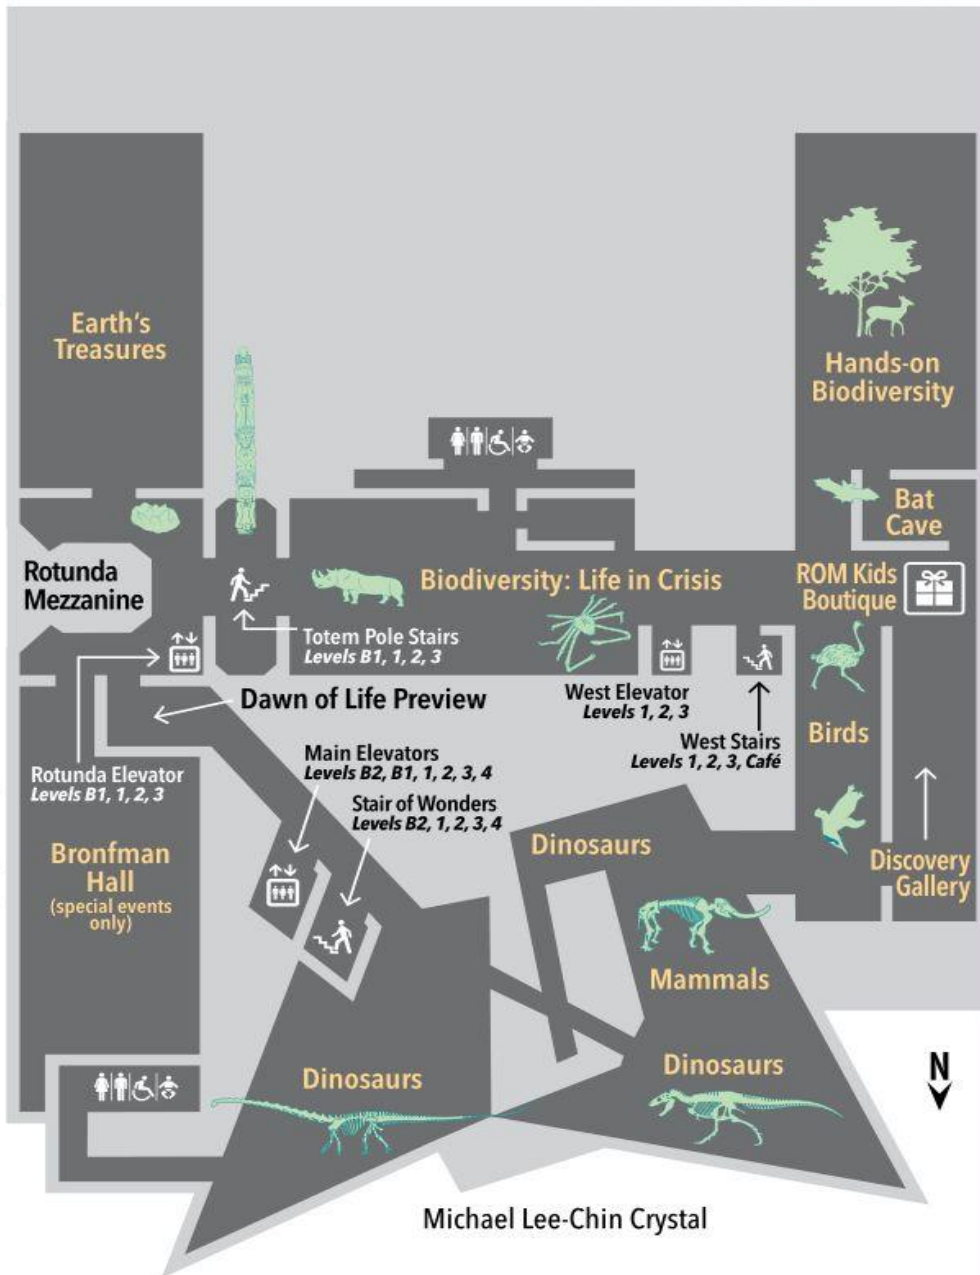 Earth's
Treasures
Hands-on
Biodiversity
Bat
Cave
Rotunda
Mezzanine
Biodiversity: Life in Crisis
ROM Kids
Boutique
Totem Pole Stairs
Levels B1, 1, 2, 3
Dawn of Life Preview
West Elevator
Levels 1, 2, 3
West Stairs
Levels 1, 2, 3, Café
Birds
Rotunda Elevator
Levels B1, 1, 2, 3
Main Elevators
Levels B2, B1, 1, 2, 3, 4
Stair of Wonders
Levels B2, 1, 2, 3, 4
Bronfman
Hall
(special events
only)
Dinosaurs
Discovery
Gallery
Mammals
Dinosaurs
Dinosaurs
N
Michael Lee-Chin Crystal